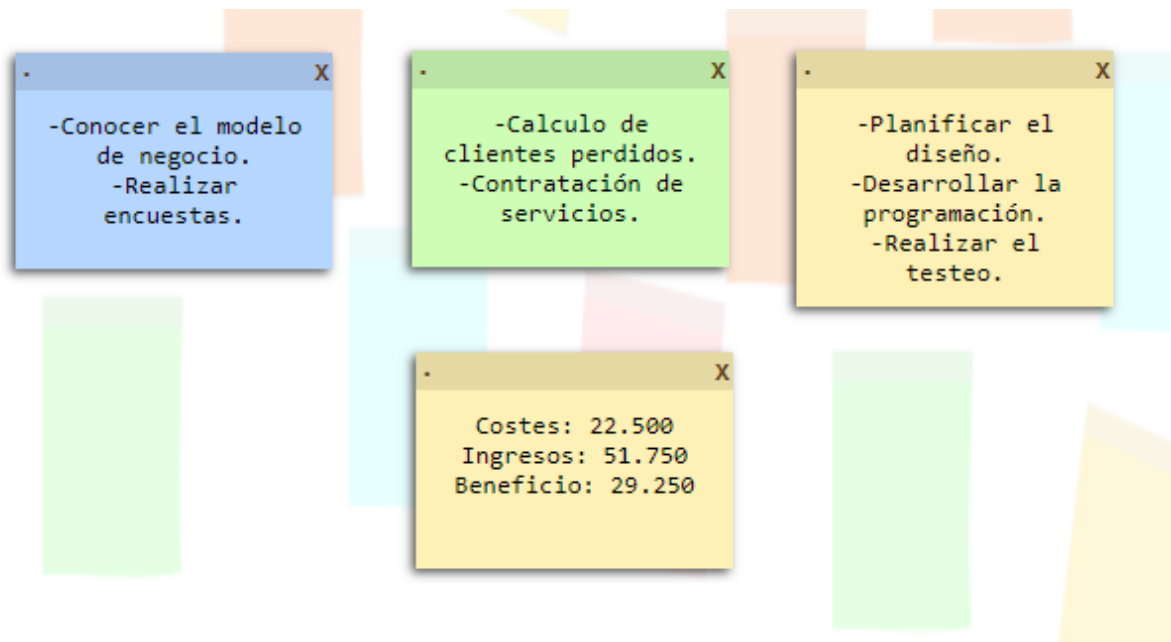 . X
-Conocer el modelo
de negocio.
-Realizar
encuestas.
. X
-Calculo de
clientes perdidos.
-Contratación de
servicios.
. X
-Planificar el
diseño.
-Desarrollar la
programación.
-Realizar el
testeo.
. X
Costes: 22.500
Ingresos: 51.750
Beneficio: 29.250